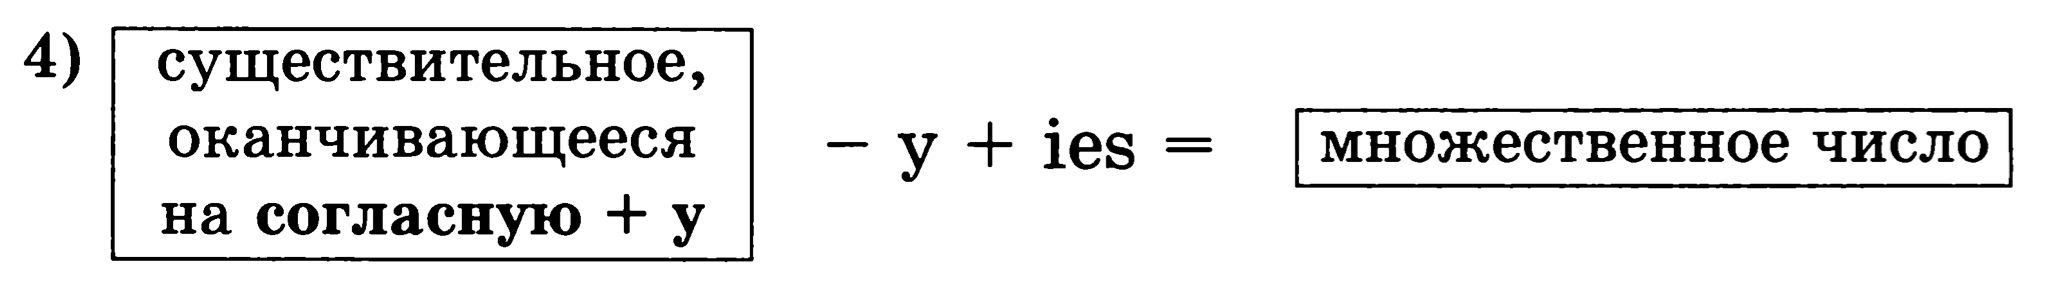 4) существительное,
оканчивающееся
на согласную + y
– y + ies =
множественное число